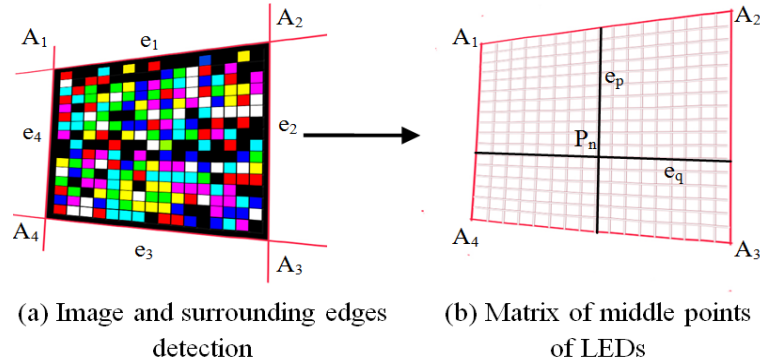 A1
e1
A2
e4
e2
A4
e3
A3
(a) Image and surrounding edges
detection
A1
A2
ep
Pn
eq
A4
A3
(b) Matrix of middle points
of LEDs